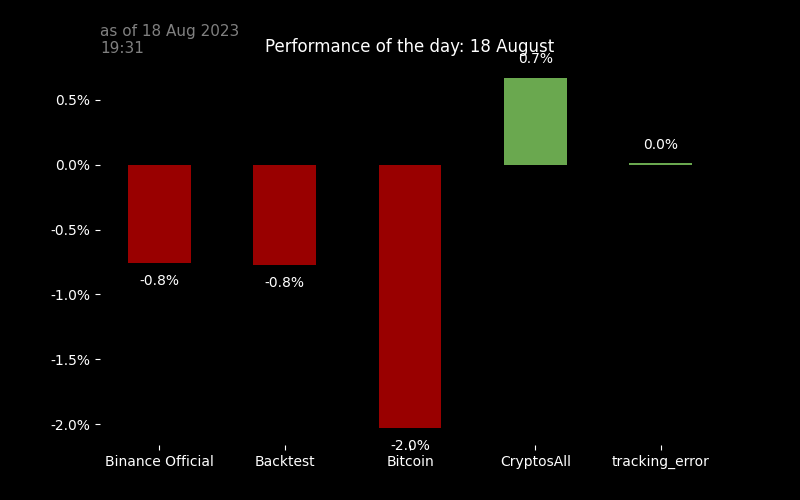 as of 18 Aug 2023
19:31
Performance of the day: 18 August
0.7%
0.5%
0.0%
0.0%
-0.5%
-0.8%
-0.8%
-1.0%
-1.5%
-2.0%
-2.0%
Binance Official
Backtest
Bitcoin
CryptosAll
tracking_error